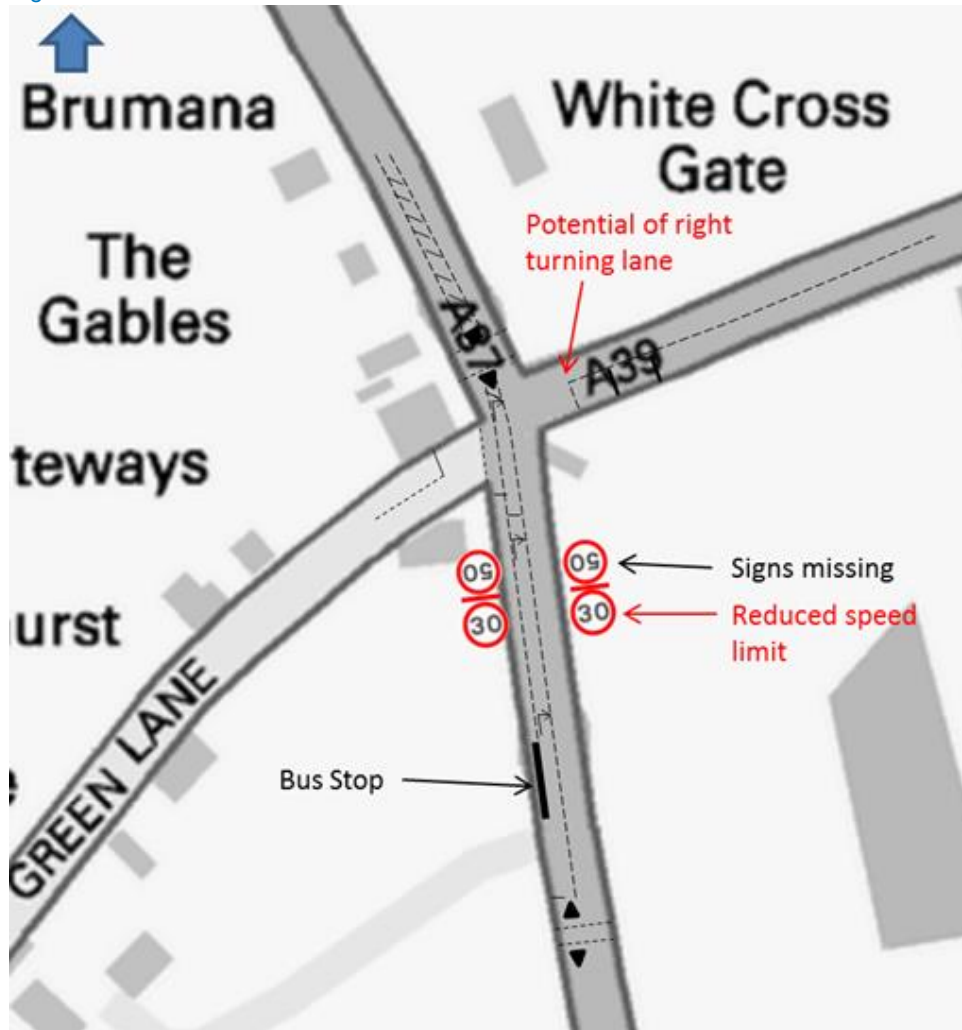 Brumana
White Cross
Gate
Potential of right
turning lane
The
Gables
A37
A39
teways
50
50
Signs missing
30
30
Reduced speed
limit
urst
GREEN LANE
Bus Stop